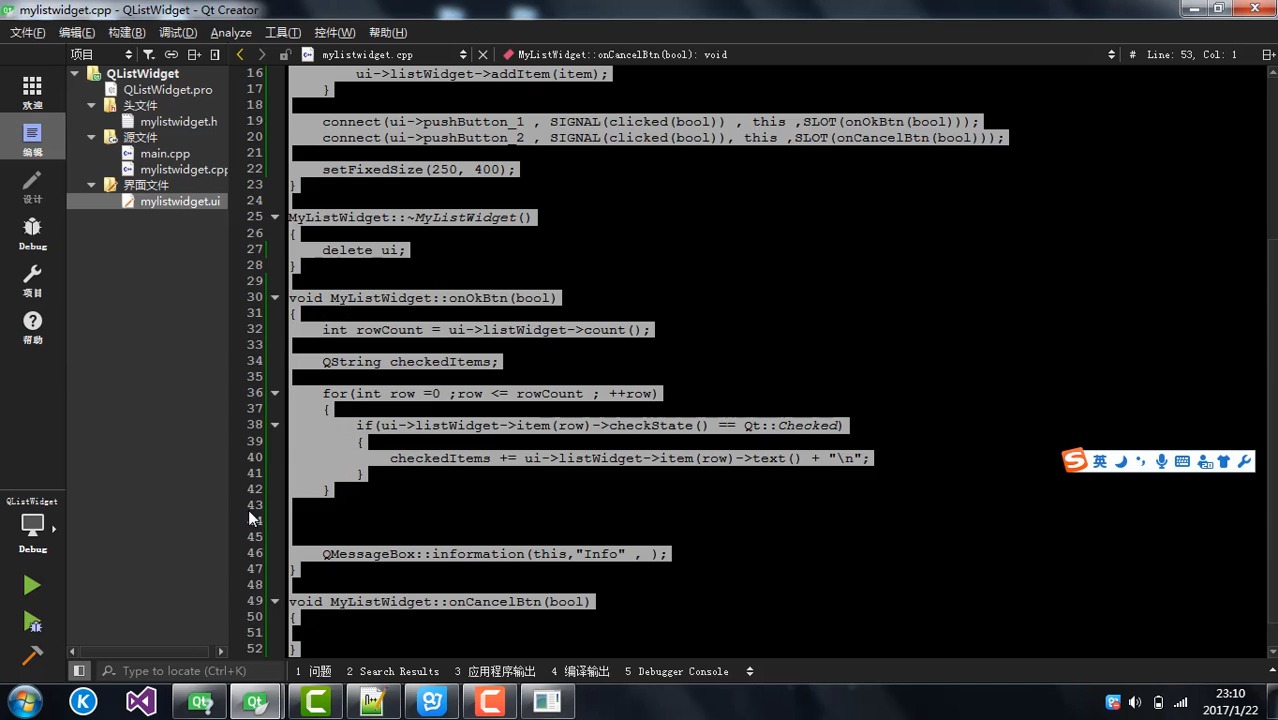 mylistwidget.cpp - QListWidget - Qt Creator
文件(F) 编辑(E) 构建(B) 调试(D) Analyze 工具(T) 控件(W) 帮助(H)
项目 mylistwidget.cpp MyListWidget::onCancelBtn(bool): void # Line: 53, Col: 1
QListWidget
QListWidget.pro
头文件
mylistwidget.h
源文件
main.cpp
mylistwidget.cpp
界面文件
mylistwidget.ui
欢迎
编辑
设计
Debug
项目
帮助
QListWidget
Debug
16 ui->listWidget->addItem(item);
17 }
18
19 connect(ui->pushButton_1 , SIGNAL(clicked(bool)) , this ,SLOT(onOkBtn(bool)));
20 connect(ui->pushButton_2 , SIGNAL(clicked(bool)), this ,SLOT(onCancelBtn(bool)));
21
22 setFixedSize(250, 400);
23 }
24
25 MyListWidget::~MyListWidget()
26 {
27 delete ui;
28 }
29
30 void MyListWidget::onOkBtn(bool)
31 {
32 int rowCount = ui->listWidget->count();
33
34 QString checkedItems;
35
36 for(int row =0 ;row <= rowCount ; ++row)
37 {
38 if(ui->listWidget->item(row)->checkState() == Qt::Checked)
39 {
40 checkedItems += ui->listWidget->item(row)->text() + "\n";
41 }
42 }
43
44
45
46 QMessageBox::information(this,"Info" , );
47 }
48
49 void MyListWidget::onCancelBtn(bool)
50 {
51
52 }
英
Type to locate (Ctrl+K) 1 问题 2 Search Results 3 应用程序输出 4 编译输出 5 Debugger Console
23:10
2017/1/22